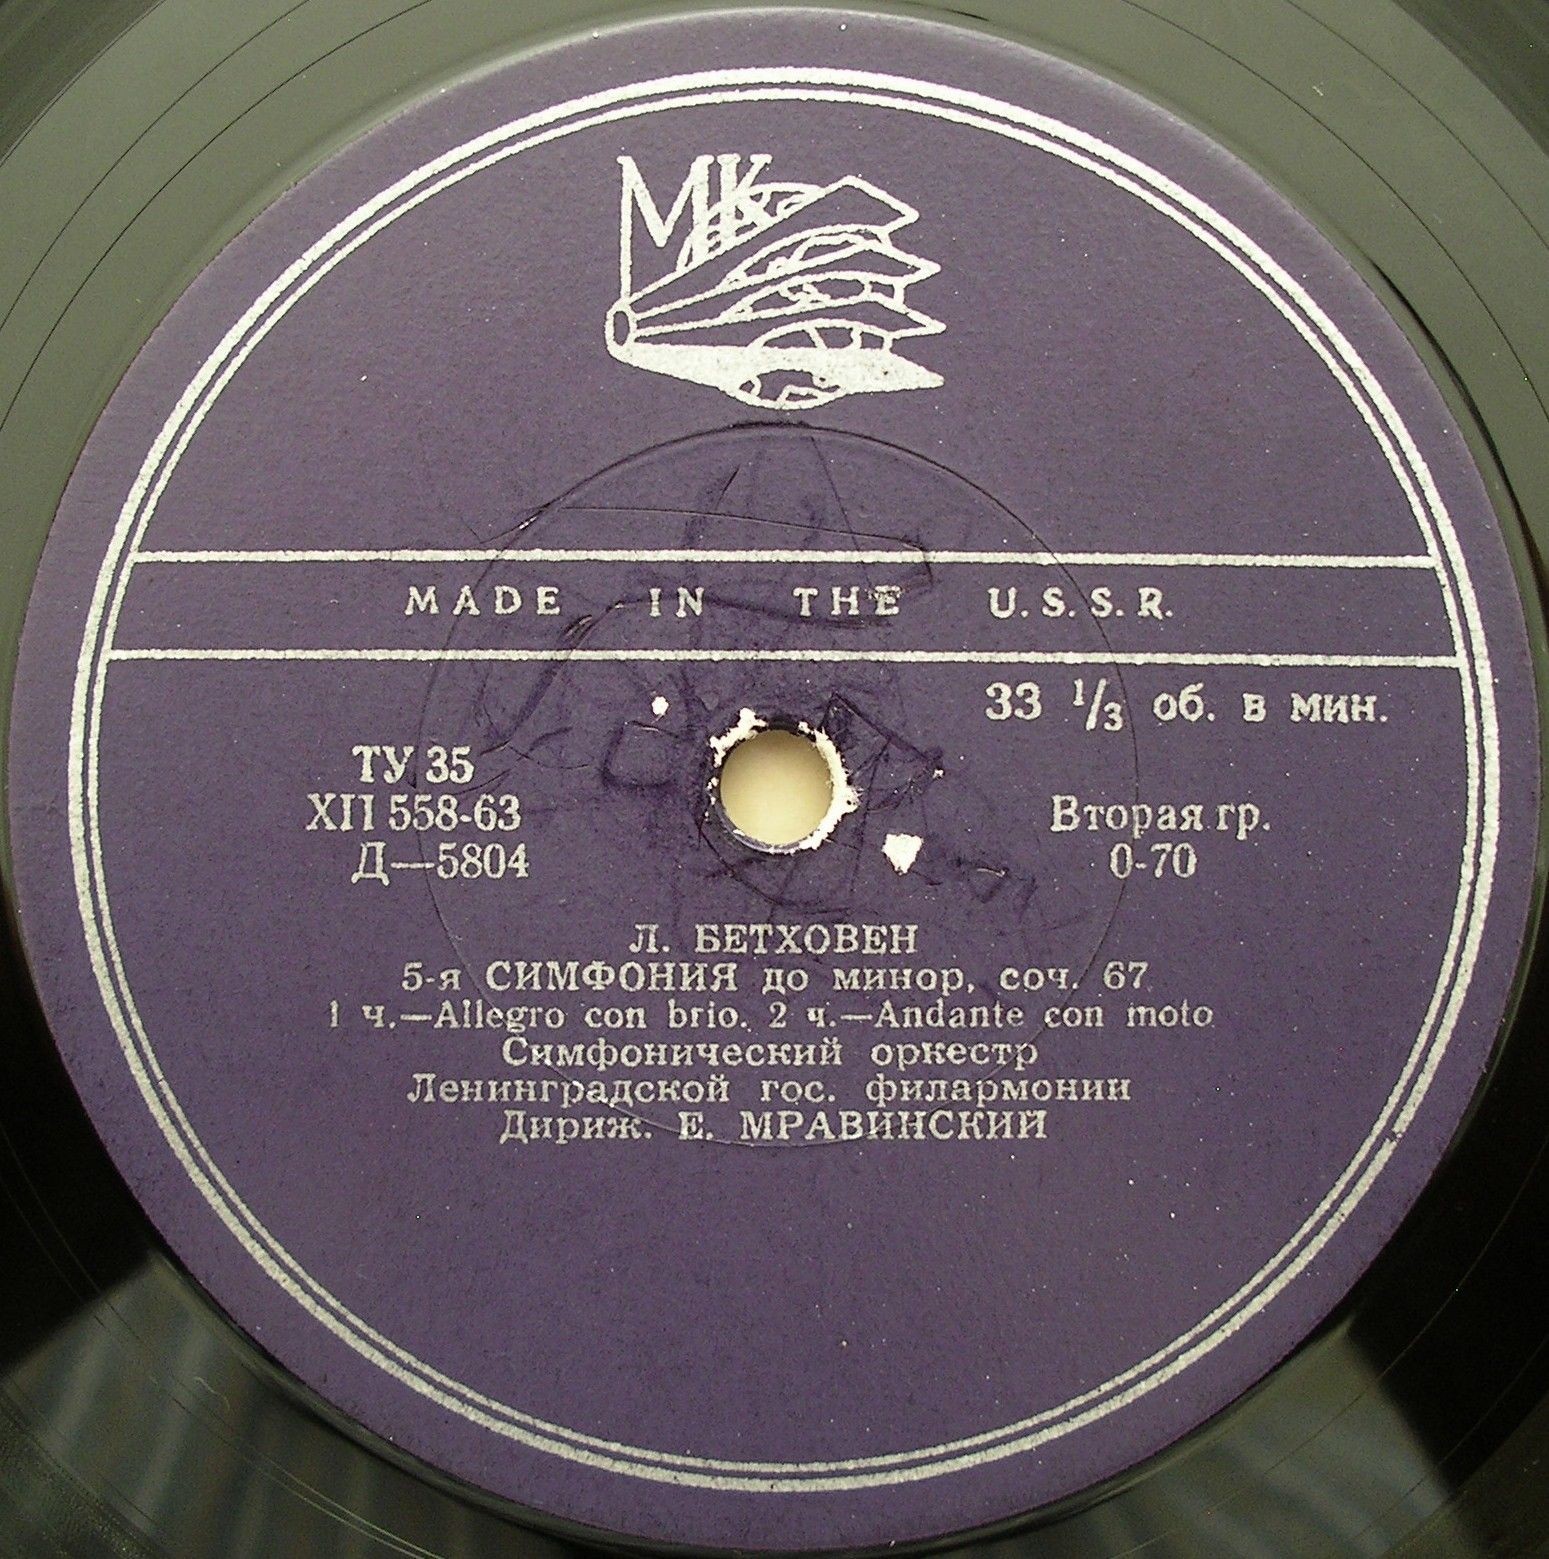 МК
MADE IN THE U.S.S.R.
33 1/3 об. в мин.
ТУ 35
ХП 558-63
Д—5804
Вторая гр.
0-70
Л. БЕТХОВЕН
5-я СИМФОНИЯ до минор, соч. 67
1 ч.—Allegro con brio. 2 ч.—Andante con moto
Симфонический оркестр
Ленинградской гос. филармонии
Дириж. Е. МРАВИНСКИЙ